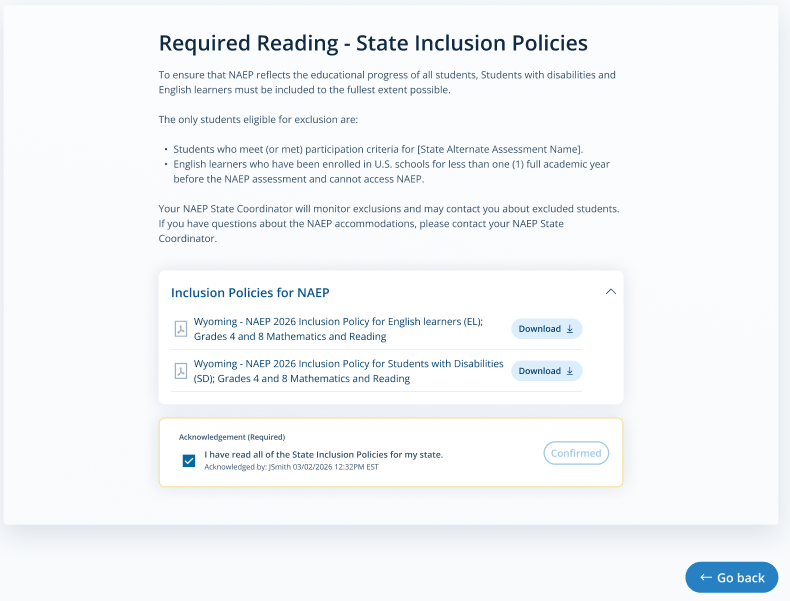 Required Reading - State Inclusion Policies
To ensure that NAEP reflects the educational progress of all students, Students with disabilities and
English learners must be included to the fullest extent possible.
The only students eligible for exclusion are:
• Students who meet (or met) participation criteria for [State Alternate Assessment Name].
• English learners who have been enrolled in U.S. schools for less than one (1) full academic year
before the NAEP assessment and cannot access NAEP.
Your NAEP State Coordinator will monitor exclusions and may contact you about excluded students.
If you have questions about the NAEP accommodations, please contact your NAEP State
Coordinator.
Inclusion Policies for NAEP
Wyoming - NAEP 2026 Inclusion Policy for English learners (EL);
Grades 4 and 8 Mathematics and Reading
Download
Wyoming - NAEP 2026 Inclusion Policy for Students with Disabilities
(SD); Grades 4 and 8 Mathematics and Reading
Download
Acknowledgement (Required)
I have read all of the State Inclusion Policies for my state.
Acknowledged by: JSmith 03/02/2026 12:32PM EST
Confirmed
← Go back